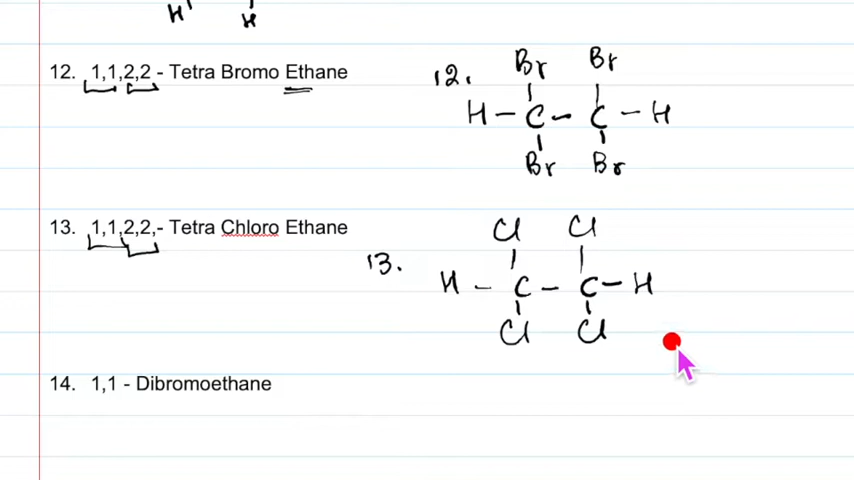 H H
12. 1,1,2,2 - Tetra Bromo Ethane
12. Br Br
H - C - C - H
Br Br
13. 1,1,2,2,- Tetra Chloro Ethane
13. Cl Cl
H - C - C - H
Cl Cl
14. 1,1 - Dibromoethane